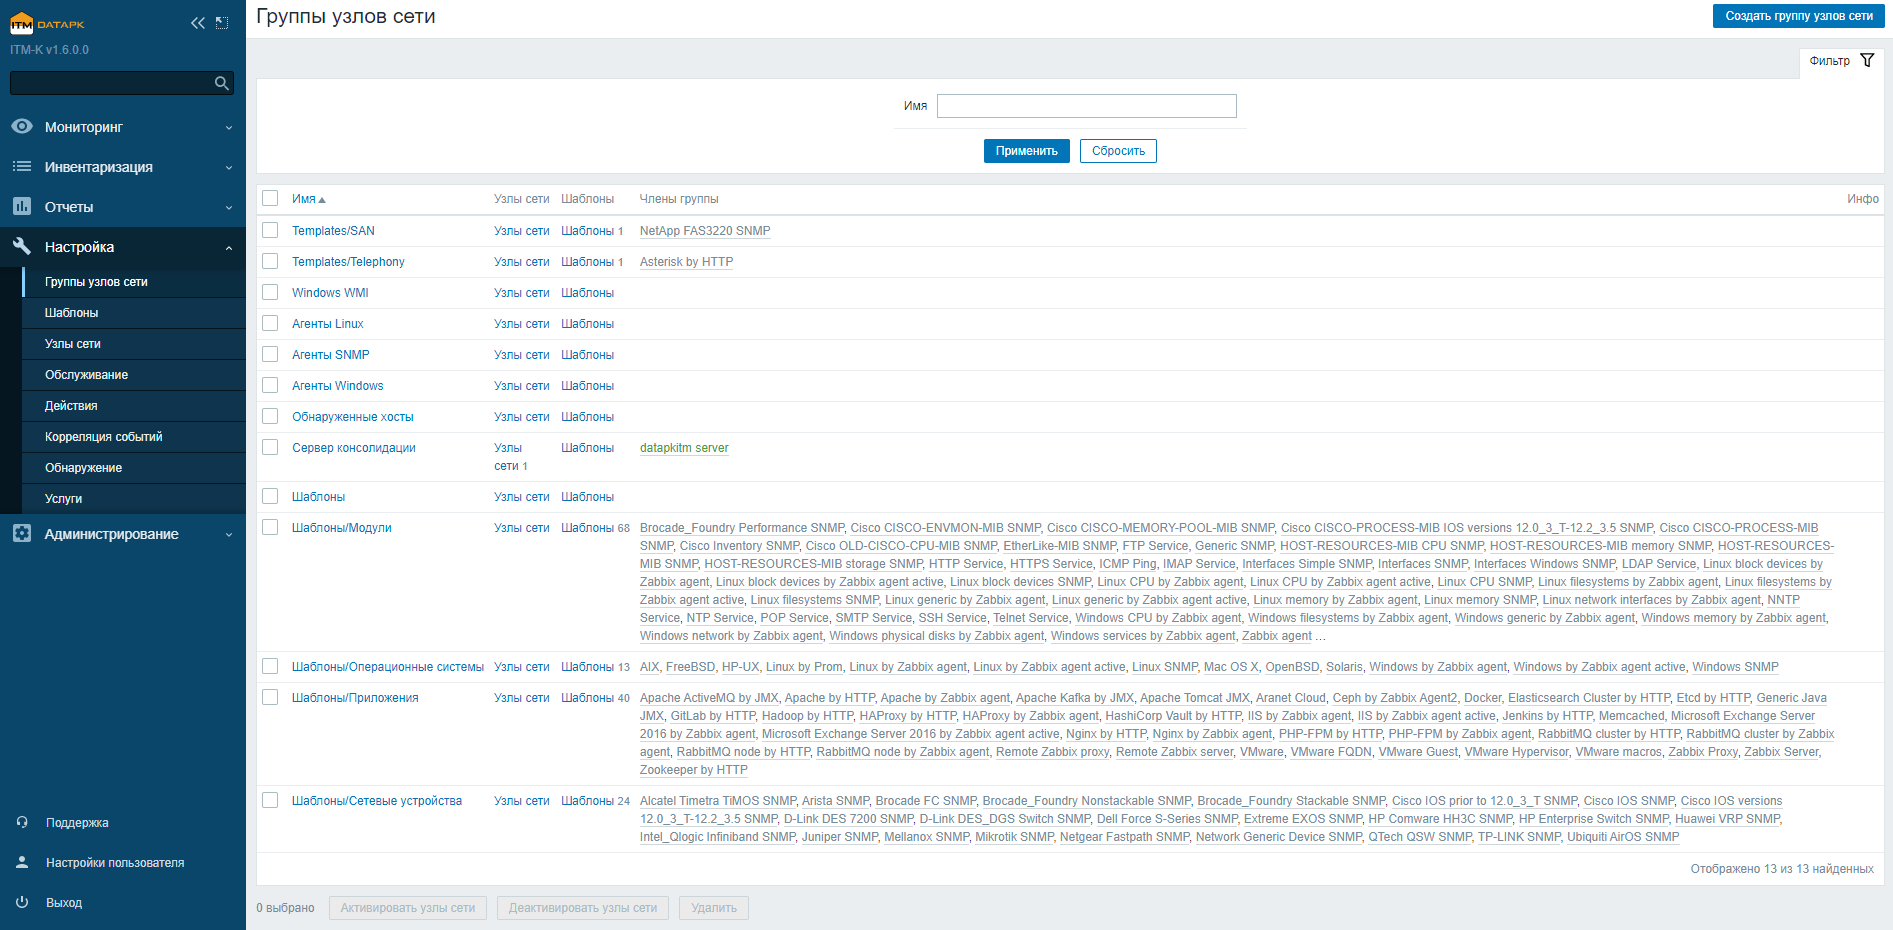 ITM DATAPK
ITM-K v1.6.0.0
Мониторинг
Инвентаризация
Отчеты
Настройка
Группы узлов сети
Шаблоны
Узлы сети
Обслуживание
Действия
Корреляция событий
Обнаружение
Услуги
Администрирование
Поддержка
Настройки пользователя
Выход
Группы узлов сети
Создать группу узлов сети
Фильтр
Имя
Применить Сбросить
Имя Узлы сети Шаблоны Члены группы Инфо
Templates/SAN Узлы сети Шаблоны 1 NetApp FAS3220 SNMP
Templates/Telephony Узлы сети Шаблоны 1 Asterisk by HTTP
Windows WMI Узлы сети Шаблоны
Агенты Linux Узлы сети Шаблоны
Агенты SNMP Узлы сети Шаблоны
Агенты Windows Узлы сети Шаблоны
Обнаруженные хосты Узлы сети Шаблоны
Сервер консолидации Узлы Шаблоны datapkitm server
сети 1
Шаблоны Узлы сети Шаблоны
Шаблоны/Модули Узлы сети Шаблоны 68 Brocade_Foundry Performance SNMP, Cisco CISCO-ENVMON-MIB SNMP, Cisco CISCO-MEMORY-POOL-MIB SNMP, Cisco CISCO-PROCESS-MIB IOS versions 12.0_3_T-12.2_3.5 SNMP, Cisco CISCO-PROCESS-MIB
SNMP, Cisco Inventory SNMP, Cisco OLD-CISCO-CPU-MIB SNMP, EtherLike-MIB SNMP, FTP Service, Generic SNMP, HOST-RESOURCES-MIB CPU SNMP, HOST-RESOURCES-MIB memory SNMP, HOST-RESOURCES-
MIB SNMP, HOST-RESOURCES-MIB storage SNMP, HTTP Service, HTTPS Service, ICMP Ping, IMAP Service, Interfaces Simple SNMP, Interfaces SNMP, Interfaces Windows SNMP, LDAP Service, Linux block devices by
Zabbix agent, Linux block devices by Zabbix agent active, Linux block devices SNMP, Linux CPU by Zabbix agent, Linux CPU by Zabbix agent active, Linux CPU SNMP, Linux filesystems by Zabbix agent, Linux filesystems by
Zabbix agent active, Linux filesystems SNMP, Linux generic by Zabbix agent, Linux generic by Zabbix agent active, Linux memory by Zabbix agent, Linux memory SNMP, Linux network interfaces by Zabbix agent, NNTP
Service, NTP Service, POP Service, SMTP Service, SSH Service, Telnet Service, Windows CPU by Zabbix agent, Windows filesystems by Zabbix agent, Windows generic by Zabbix agent, Windows memory by Zabbix agent,
Windows network by Zabbix agent, Windows physical disks by Zabbix agent, Windows services by Zabbix agent, Zabbix agent …
Шаблоны/Операционные системы Узлы сети Шаблоны 13 AIX, FreeBSD, HP-UX, Linux by Prom, Linux by Zabbix agent, Linux by Zabbix agent active, Linux SNMP, Mac OS X, OpenBSD, Solaris, Windows by Zabbix agent, Windows by Zabbix agent active, Windows SNMP
Шаблоны/Приложения Узлы сети Шаблоны 40 Apache ActiveMQ by JMX, Apache by HTTP, Apache by Zabbix agent, Apache Kafka by JMX, Apache Tomcat JMX, Aranet Cloud, Ceph by Zabbix Agent2, Docker, Elasticsearch Cluster by HTTP, Etcd by HTTP, Generic Java
JMX, GitLab by HTTP, Hadoop by HTTP, HAProxy by HTTP, HAProxy by Zabbix agent, HashiCorp Vault by HTTP, IIS by Zabbix agent, IIS by Zabbix agent active, Jenkins by HTTP, Memcached, Microsoft Exchange Server
2016 by Zabbix agent, Microsoft Exchange Server 2016 by Zabbix agent active, Nginx by HTTP, Nginx by Zabbix agent, PHP-FPM by HTTP, PHP-FPM by Zabbix agent, RabbitMQ cluster by HTTP, RabbitMQ cluster by Zabbix
agent, RabbitMQ node by HTTP, RabbitMQ node by Zabbix agent, Remote Zabbix proxy, Remote Zabbix server, VMware, VMware FQDN, VMware Guest, VMware Hypervisor, VMware macros, Zabbix Proxy, Zabbix Server,
Zookeeper by HTTP
Шаблоны/Сетевые устройства Узлы сети Шаблоны 24 Alcatel Timetra TiMOS SNMP, Arista SNMP, Brocade FC SNMP, Brocade_Foundry Nonstackable SNMP, Brocade_Foundry Stackable SNMP, Cisco IOS prior to 12.0_3_T SNMP, Cisco IOS SNMP, Cisco IOS versions
12.0_3_T-12.2_3.5 SNMP, D-Link DES 7200 SNMP, D-Link DES_DGS Switch SNMP, Dell Force S-Series SNMP, Extreme EXOS SNMP, HP Comware HH3C SNMP, HP Enterprise Switch SNMP, Huawei VRP SNMP,
Intel_Qlogic Infiniband SNMP, Juniper SNMP, Mellanox SNMP, Mikrotik SNMP, Netgear Fastpath SNMP, Network Generic Device SNMP, QTech QSW SNMP, TP-LINK SNMP, Ubiquiti AirOS SNMP
Отображено 13 из 13 найденных
0 выбрано Активировать узлы сети Деактивировать узлы сети Удалить